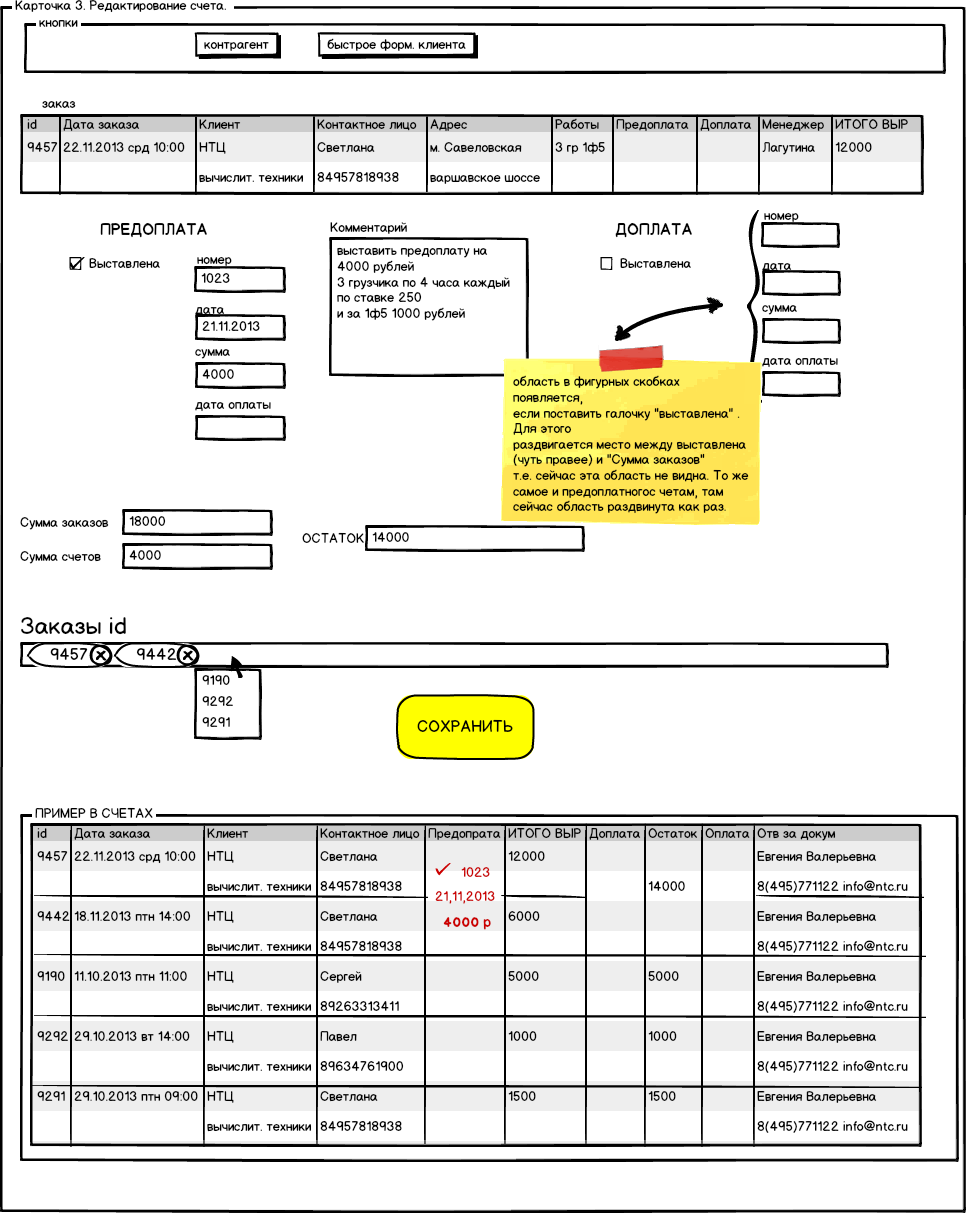 Карточка 3. Редактирование счета.
кнопки
контрагент быстрое форм. клиента
заказ
id Дата заказа Клиент Контактное лицо Адрес Работы Предоплата Доплата Менеджер ИТОГО ВЫР
9457 22.11.2013 срд 10:00 НТЦ Светлана м. Савеловская 3 гр 1ф5 Лагутина 12000
вычислит. техники 84957818938 варшавское шоссе
ПРЕДОПЛАТА
Выставлена
номер
1023
дата
21.11.2013
сумма
4000
дата оплаты
Комментарий
выставить предоплату на
4000 рублей
3 грузчика по 4 часа каждый
по ставке 250
и за 1ф5 1000 рублей
ДОПЛАТА
Выставлена
номер
дата
сумма
дата оплаты
область в фигурных скобках
появляется,
если поставить галочку "выставлена" .
Для этого
раздвигается место между выставлена
(чуть правее) и "Сумма заказов"
т.е. сейчас эта область не видна. То же
самое и предоплатногос четам, там
сейчас область раздвинута как раз.
Сумма заказов 18000
Сумма счетов 4000
ОСТАТОК 14000
Заказы id
9457 9442
9190
9292
9291
СОХРАНИТЬ
ПРИМЕР В СЧЕТАХ
id Дата заказа Клиент Контактное лицо Предопрата ИТОГО ВЫР Доплата Остаток Оплата Отв за докум
9457 22.11.2013 срд 10:00 НТЦ Светлана 12000 Евгения Валерьевна
1023
вычислит. техники 84957818938 14000 8(495)771122 info@ntc.ru
21,11,2013
9442 18.11.2013 птн 14:00 НТЦ Светлана 4000 р 6000 Евгения Валерьевна
вычислит. техники 84957818938 8(495)771122 info@ntc.ru
9190 11.10.2013 птн 11:00 НТЦ Сергей 5000 5000 Евгения Валерьевна
вычислит. техники 89263313411 8(495)771122 info@ntc.ru
9292 29.10.2013 вт 14:00 НТЦ Павел 1000 1000 Евгения Валерьевна
вычислит. техники 89634761900 8(495)771122 info@ntc.ru
9291 29.10.2013 птн 09:00 НТЦ Светлана 1500 1500 Евгения Валерьевна
вычислит. техники 84957818938 8(495)771122 info@ntc.ru